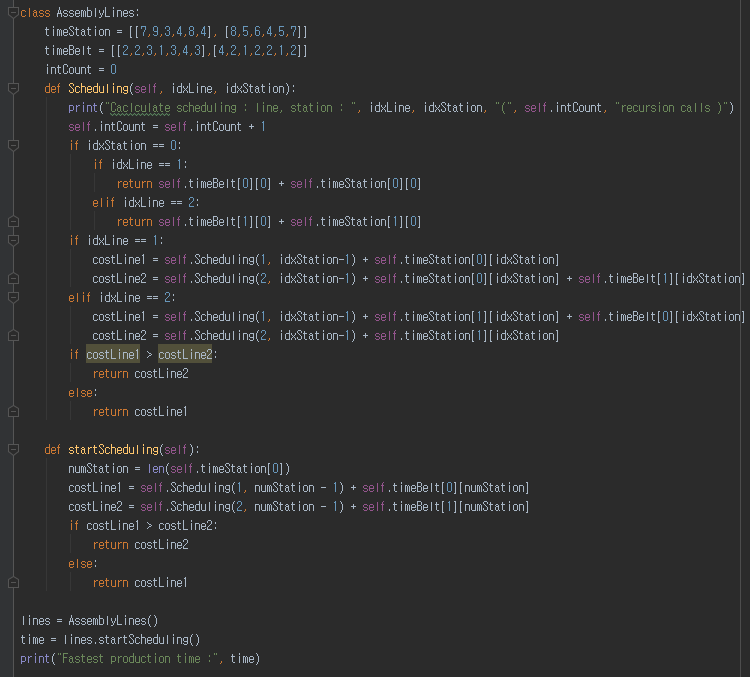 class AssemblyLines:
    timeStation = [[7,9,3,4,8,4], [8,5,6,4,5,7]]
    timeBelt = [[2,2,3,1,3,4,3],[4,2,1,2,2,1,2]]
    intCount = 0
    def Scheduling(self, idxLine, idxStation):
        print("Caclculate scheduling : line, station : ", idxLine, idxStation, "(", self.intCount, "recursion calls )")
        self.intCount = self.intCount + 1
        if idxStation == 0:
            if idxLine == 1:
                return self.timeBelt[0][0] + self.timeStation[0][0]
            elif idxLine == 2:
                return self.timeBelt[1][0] + self.timeStation[1][0]
        if idxLine == 1:
            costLine1 = self.Scheduling(1, idxStation-1) + self.timeStation[0][idxStation]
            costLine2 = self.Scheduling(2, idxStation-1) + self.timeStation[0][idxStation] + self.timeBelt[1][idxStation]
        elif idxLine == 2:
            costLine1 = self.Scheduling(1, idxStation-1) + self.timeStation[1][idxStation] + self.timeBelt[0][idxStation]
            costLine2 = self.Scheduling(2, idxStation-1) + self.timeStation[1][idxStation]
        if costLine1 > costLine2:
            return costLine2
        else:
            return costLine1
    def startScheduling(self):
        numStation = len(self.timeStation[0])
        costLine1 = self.Scheduling(1, numStation - 1) + self.timeBelt[0][numStation]
        costLine2 = self.Scheduling(2, numStation - 1) + self.timeBelt[1][numStation]
        if costLine1 > costLine2:
            return costLine2
        else:
            return costLine1
lines = AssemblyLines()
time = lines.startScheduling()
print("Fastest production time :", time)